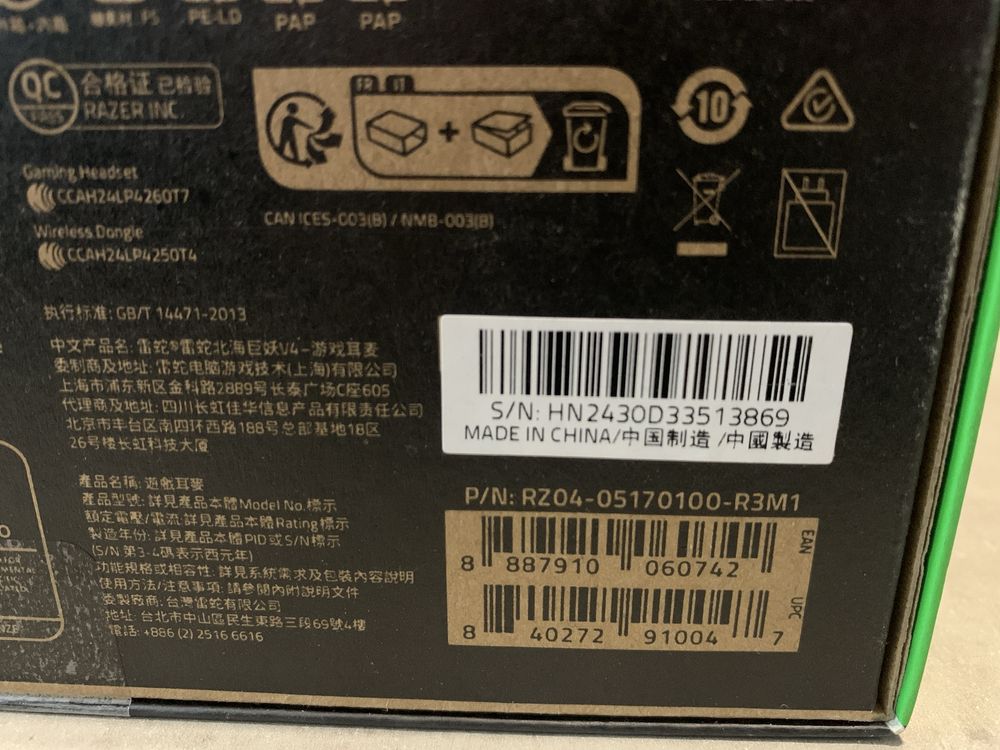 PE-LD
PAP
PAP
QC
PASS
合格证 已检验
RAZER INC.
FR
IT
10
Gaming Headset
CCAH24LP4260T7
Wireless Dongle
CCAH24LP4250T4
CAN ICES-003(B) / NMB-003(B)
执行标准: GB/T 14471-2013
中文产品名: 雷蛇®雷蛇北海巨妖V4-游戏耳麦
委制商及地址: 雷蛇电脑游戏技术(上海)有限公司
上海市浦东新区金科路2889号长泰广场C座605
代理商及地址: 四川长虹佳华信息产品有限责任公司
北京市丰台区南四环西路188号总部基地18区
26号楼长虹科技大厦
S/N: HN2430D33513869
MADE IN CHINA/中国制造 /中國製造
產品名稱: 遊戲耳麥
產品型號: 詳見產品本體Model No.標示
額定電壓/電流: 詳見產品本體Rating標示
製造年份: 詳見產品本體PID或S/N標示
(S/N 第3-4碼表示西元年)
功能規格或相容性: 詳見系統需求及包裝內容說明
使用方法/注意事項: 請參閱內附說明文件
委製廠商: 台灣雷蛇有限公司
地址: 台北市中山區民生東路三段69號4樓
電話: +886 (2) 2516 6616
P/N: RZ04-05170100-R3M1
EAN
8 887910 060742
UPC
8 40272 91004 7